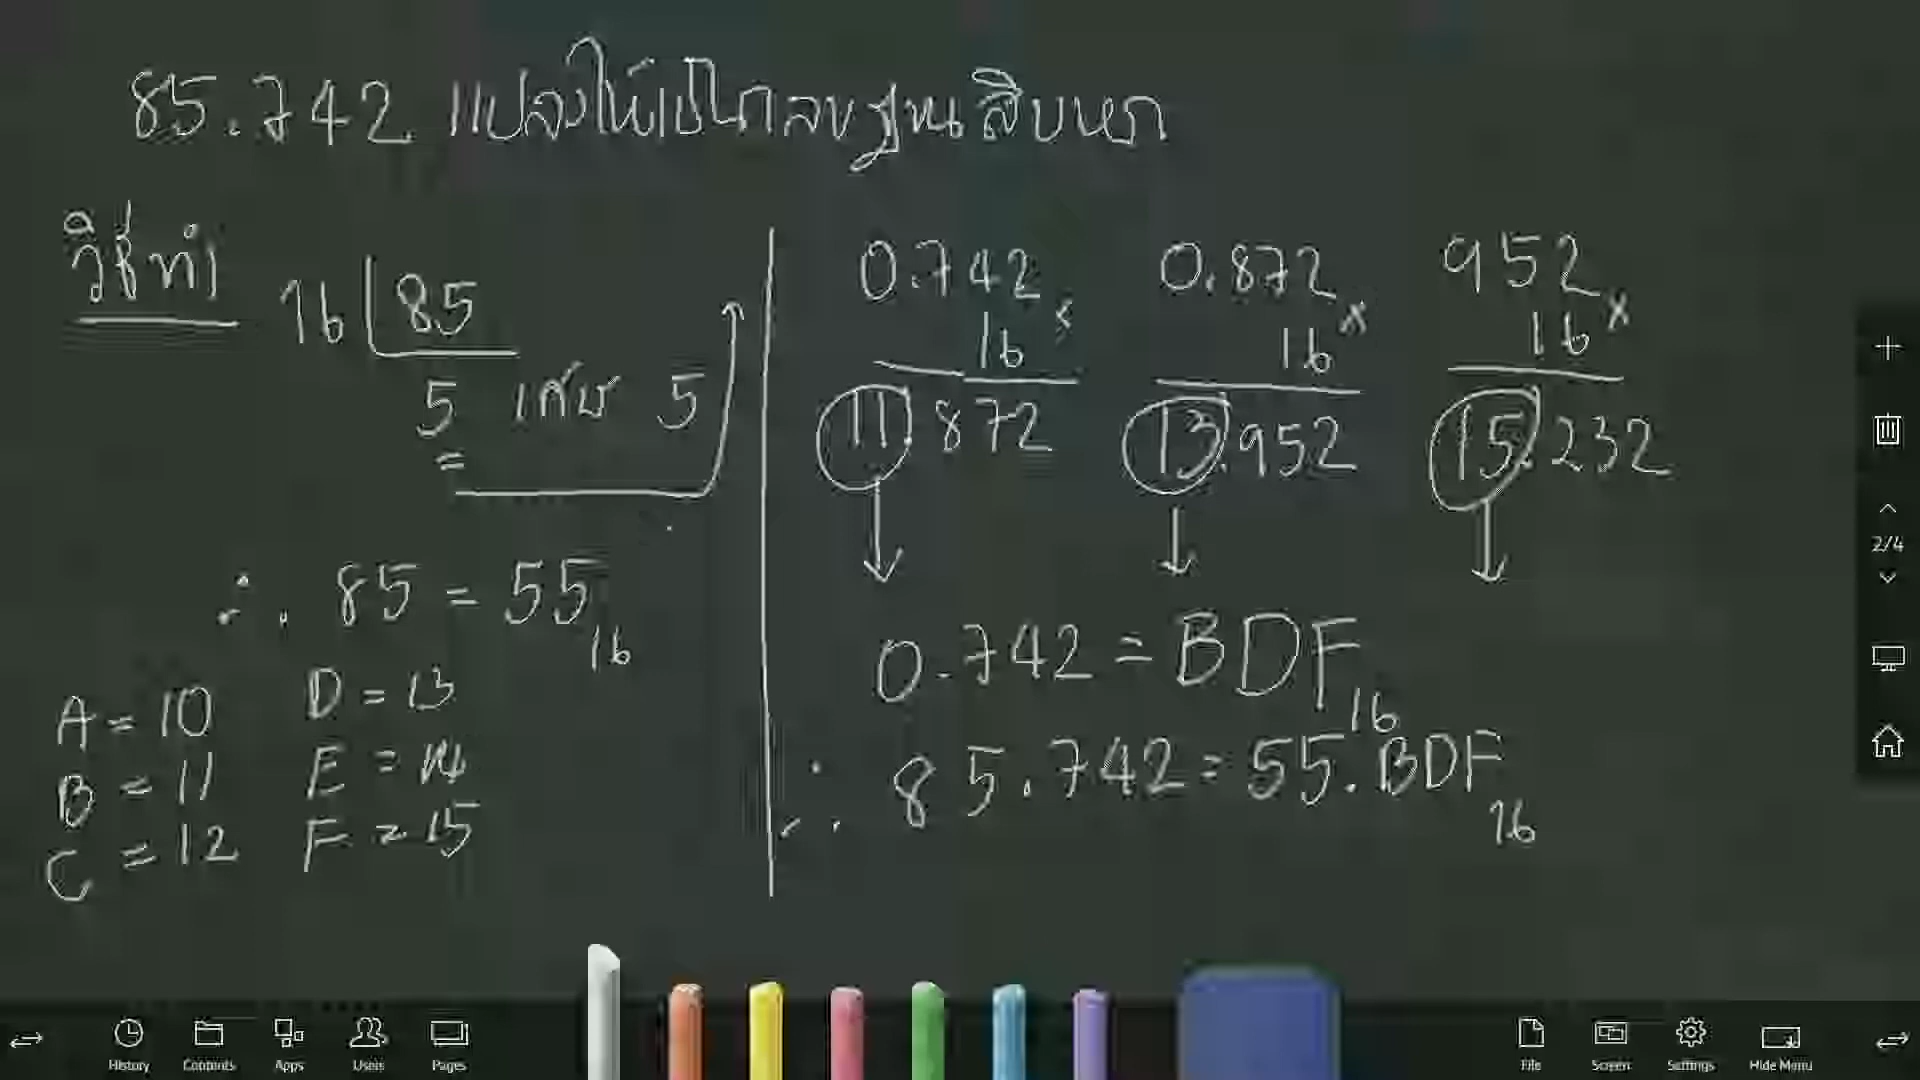 85.742 แปลงให้เป็นเลขฐานสิบหก
วิธีทำ
16 85
5 เศษ 5
=
∴ 85 = 55₁₆
A = 10 D = 13
B = 11 E = 14
C = 12 F = 15
0.742 0.872 952
16 × 16 × 16 ×
11 872 13.952 15.232
0.742 = BDF₁₆
∴ 85.742 = 55.BDF₁₆
2/4
History Contents Apps Users Pages File Screen Settings Hide Menu